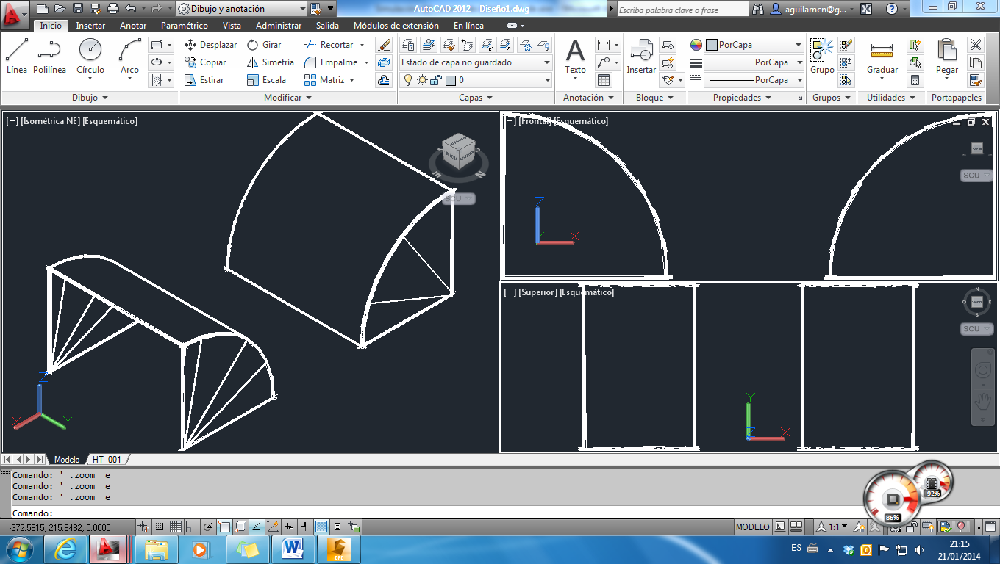 Dibujo y anotación
AutoCAD 2012 Diseño1.dwg
Escriba palabra clave o frase
aguilarncn@g...
Inicio Insertar Anotar Paramétrico Vista Administrar Salida Módulos de extensión En línea
Línea Polilínea Círculo Arco
Desplazar Girar Recortar
Copiar Simetría Empalme
Estirar Escala Matriz
Estado de capa no guardado
0
Texto
Insertar
PorCapa
PorCapa
PorCapa
Grupo
Graduar
Pegar
Dibujo Modificar Capas Anotación Bloque Propiedades Grupos Utilidades Portapapeles
[+] [Isométrica NE] [Esquemático]
E N
SCU
Z
X Y
[+] [Frontal] [Esquemático]
SCU
Z
X
[+] [Superior] [Esquemático]
N
O E
S
SCU
Y
Z X
Modelo HT -001
Comando: '_.zoom _e
Comando: '_.zoom _e
Comando: '_.zoom _e
Comando:
92%
86%
-372.5915, 215.6482, 0.0000
MODELO
1:1
CFD
ES
21:15
21/01/2014